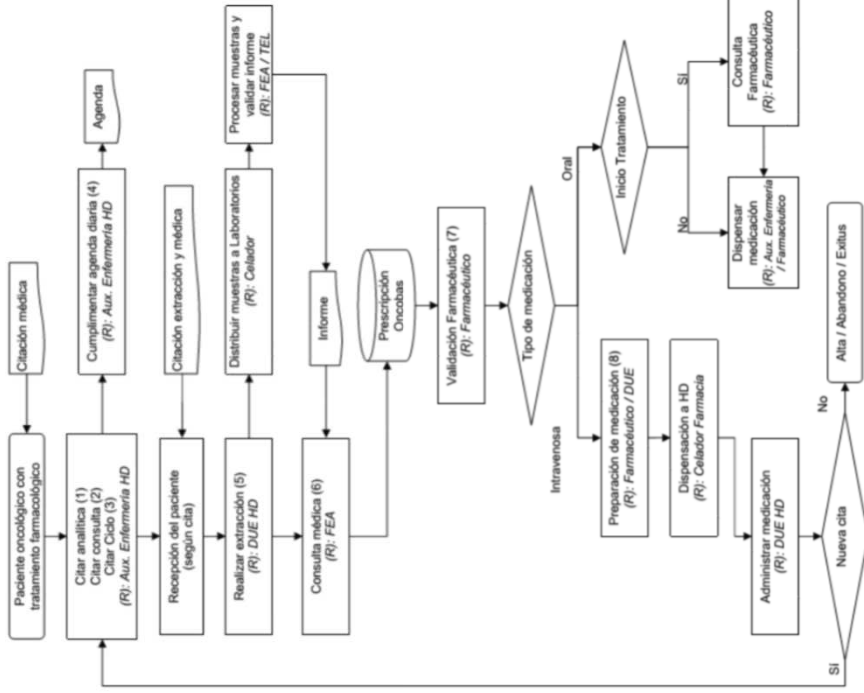 Citación médica
Paciente oncológico con
tratamiento farmacológico
Citar analítica (1)
Citar consulta (2)
Citar Ciclo (3)
(R): Aux. Enfermería HD
Cumplimentar agenda diaria (4)
(R): Aux. Enfermería HD
Agenda
Citación extracción y médica
Recepción del paciente
(según cita)
Realizar extracción (5)
(R): DUE HD
Distribuir muestras a Laboratorios
(R): Celador
Procesar muestras y
validar informe
(R): FEA / TEL
Informe
Consulta médica (6)
(R): FEA
Prescripción
Oncobas
Validación Farmacéutica (7)
(R): Farmacéutico
Tipo de medicación
Intravenosa
Oral
Preparación de medicación (8)
(R): Farmacéutico / DUE
Dispensación a HD
(R): Celador Farmacia
Administrar medicación
(R): DUE HD
Nueva cita
Sí
No
Alta / Abandono / Exitus
Inicio Tratamiento
No
Sí
Dispensar
medicación
(R): Aux. Enfermería
/ Farmacéutico
Consulta
Farmacéutica
(R): Farmacéutico